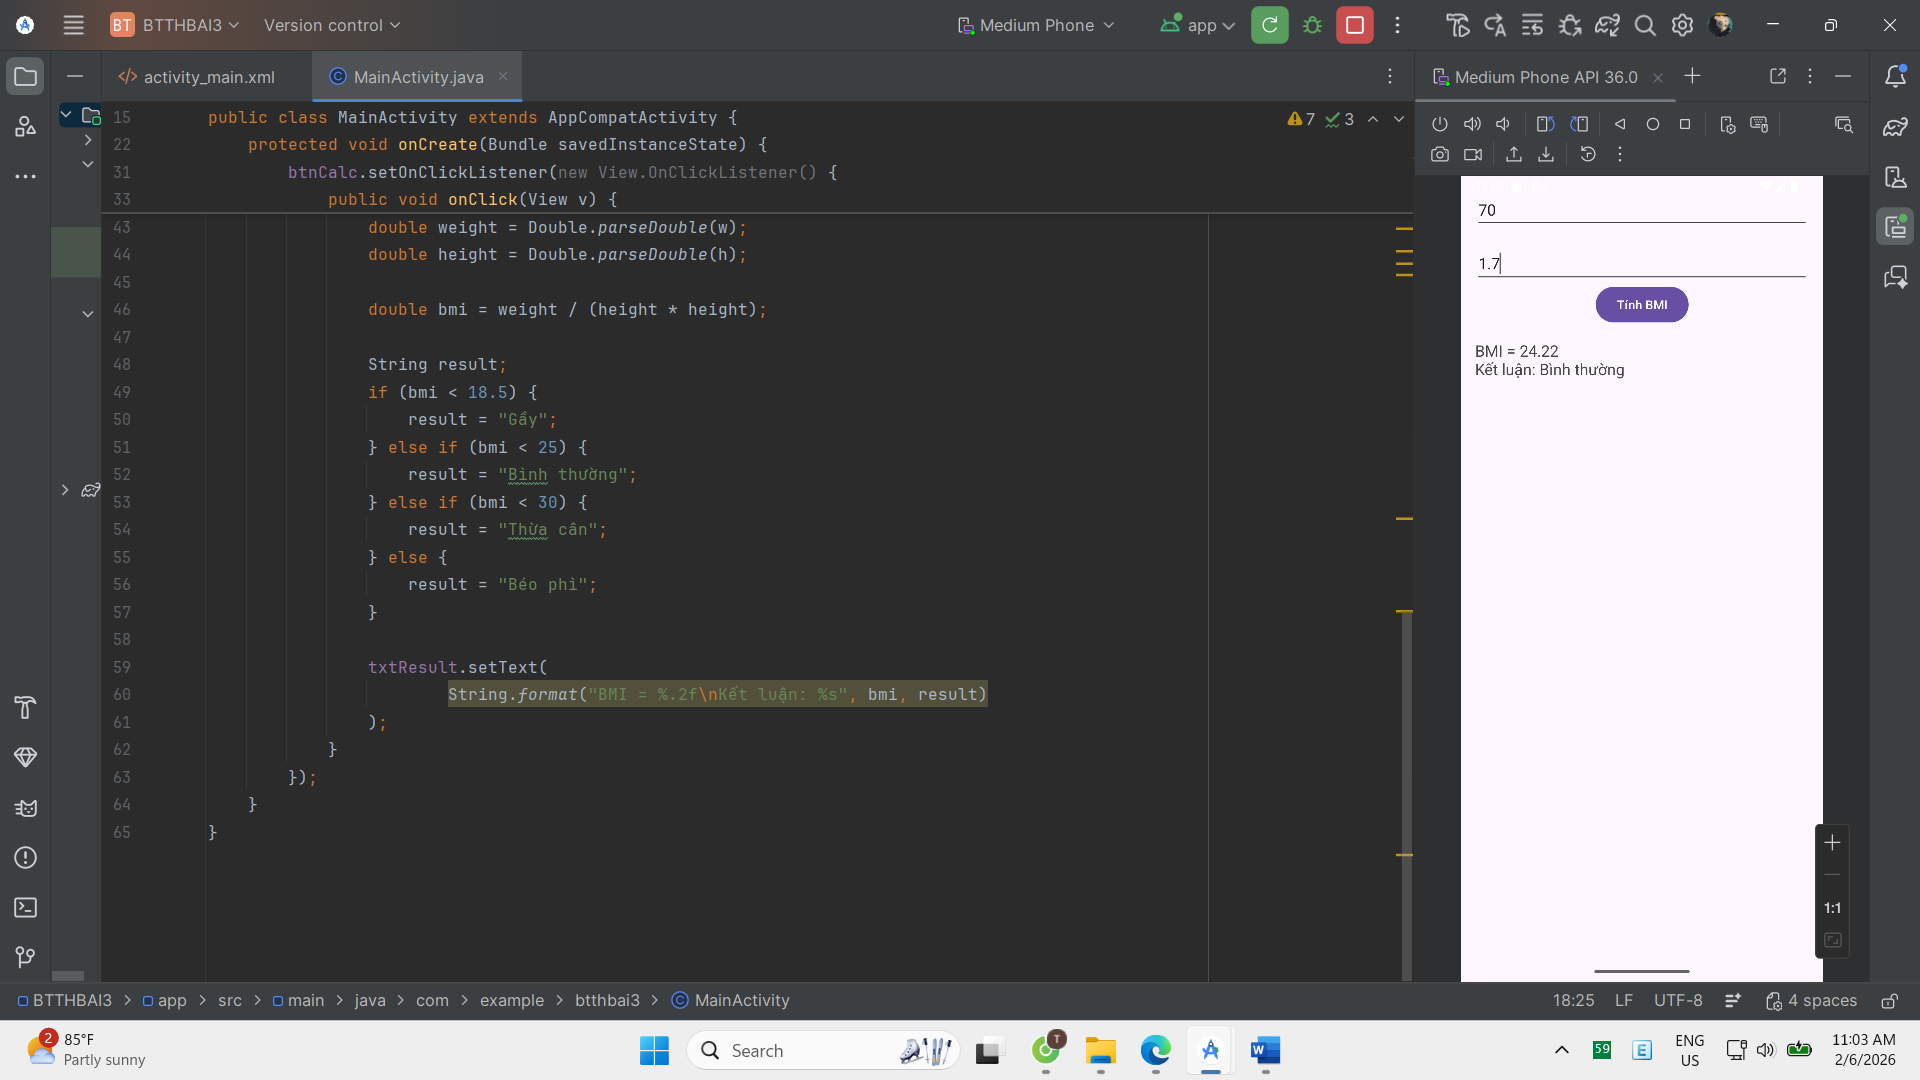 BT BTTHBAI3 Version control Medium Phone app
activity_main.xml MainActivity.java Medium Phone API 36.0
15 public class MainActivity extends AppCompatActivity { 7 3
22 protected void onCreate(Bundle savedInstanceState) {
31 btnCalc.setOnClickListener(new View.OnClickListener() {
33 public void onClick(View v) {
43 double weight = Double.parseDouble(w);
44 double height = Double.parseDouble(h);
45
46 double bmi = weight / (height * height);
47
48 String result;
49 if (bmi < 18.5) {
50 result = "Gầy";
51 } else if (bmi < 25) {
52 result = "Bình thường";
53 } else if (bmi < 30) {
54 result = "Thừa cân";
55 } else {
56 result = "Béo phì";
57 }
58
59 txtResult.setText(
60 String.format("BMI = %.2f\nKết luận: %s", bmi, result)
61 );
62 }
63 });
64 }
65 }
70
1.7
Tính BMI
BMI = 24.22
Kết luận: Bình thường
1:1
BTTHBAI3 > app > src > main > java > com > example > btthbai3 > MainActivity 18:25 LF UTF-8 4 spaces
2 85°F
Partly sunny
Search
T
59
ENG
US
11:03 AM
2/6/2026